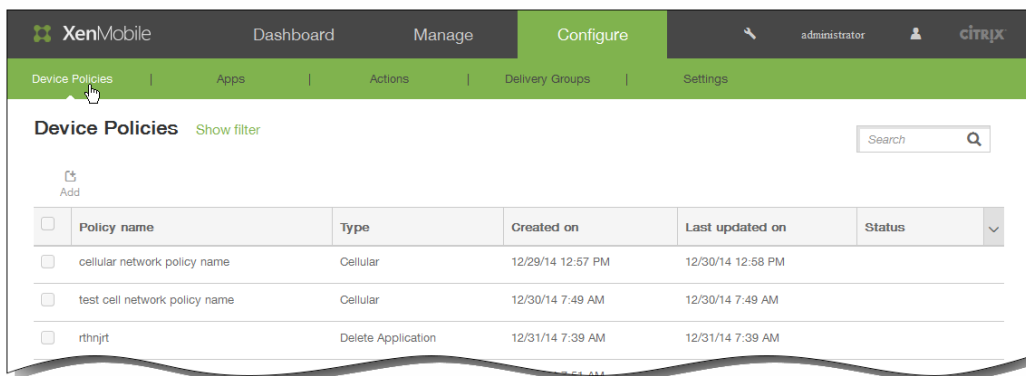 XenMobile Dashboard Manage Configure administrator CİTRIX
Device Policies | Apps | Actions | Delivery Groups | Settings
Device Policies Show filter
Search
Add
Policy name Type Created on Last updated on Status
cellular network policy name Cellular 12/29/14 12:57 PM 12/30/14 12:58 PM
test cell network policy name Cellular 12/30/14 7:49 AM 12/30/14 7:49 AM
rthnjrt Delete Application 12/31/14 7:39 AM 12/31/14 7:39 AM